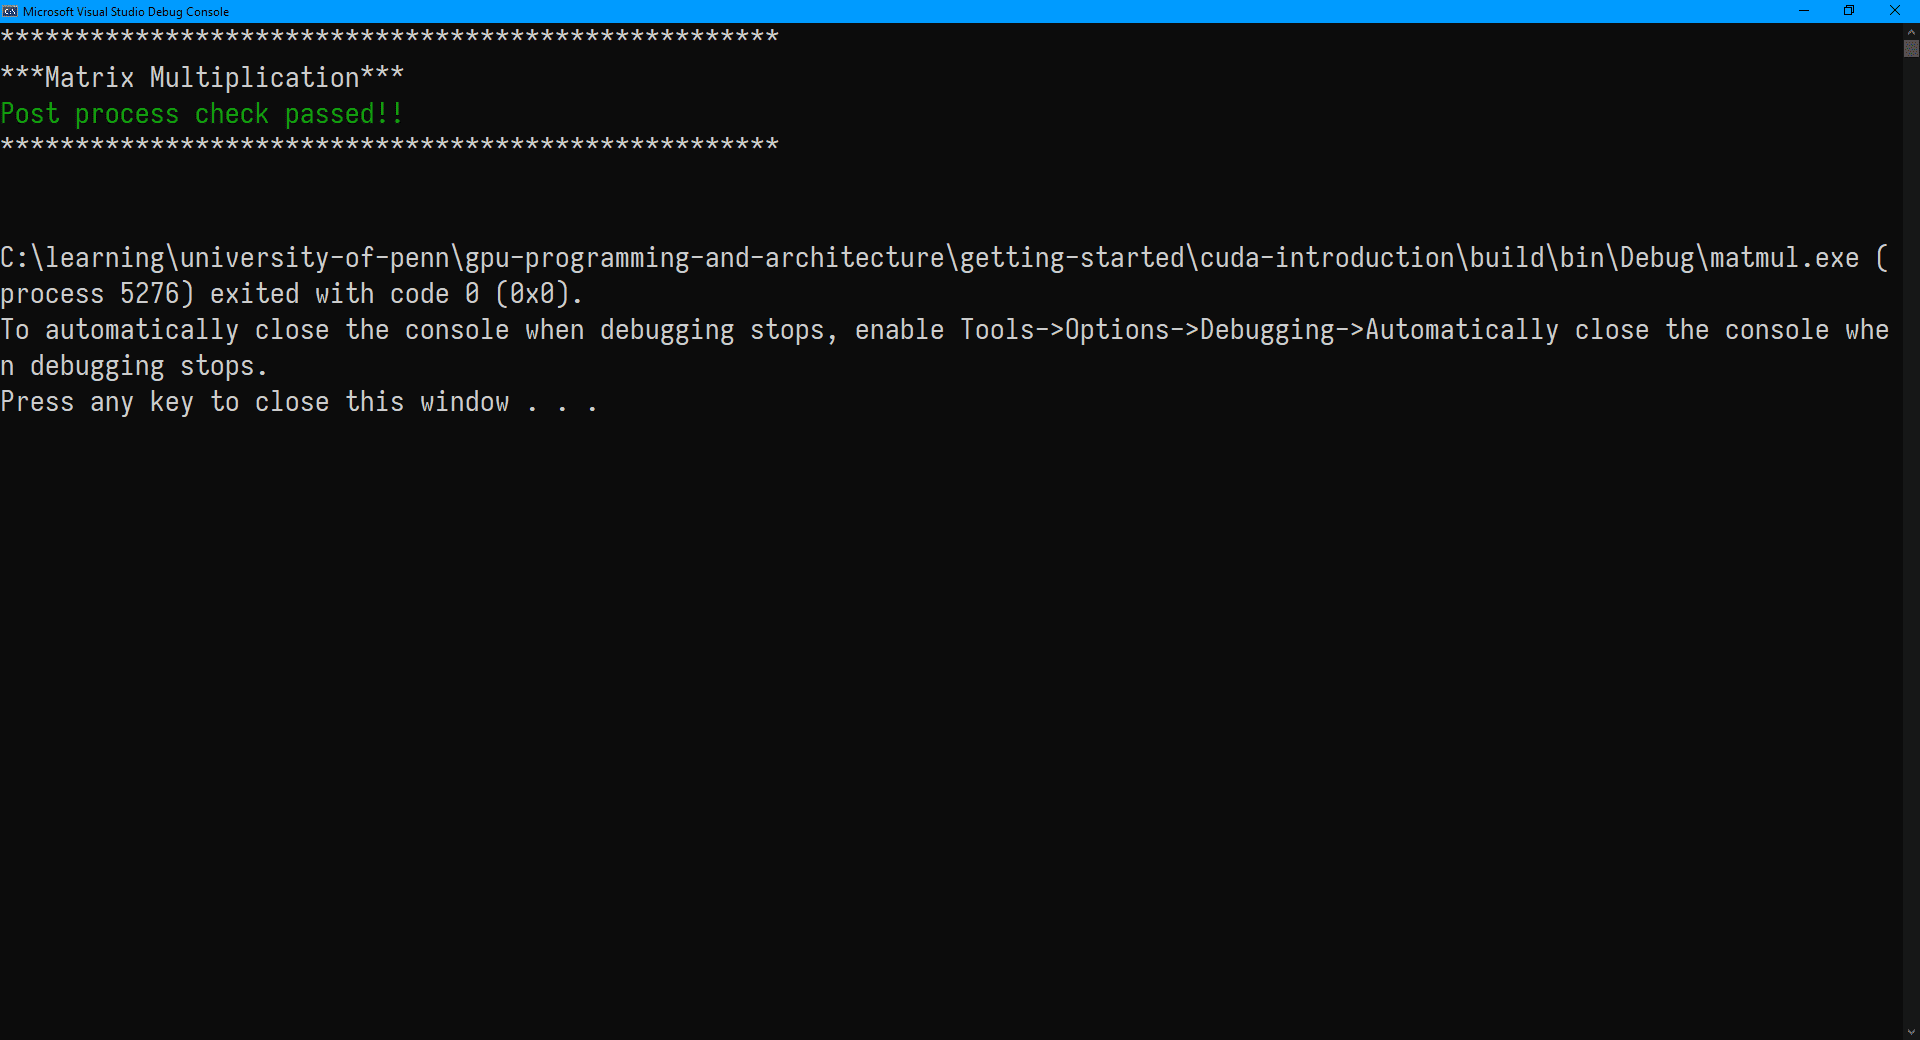 Microsoft Visual Studio Debug Console
****************************************************
***Matrix Multiplication***
Post process check passed!!
****************************************************
C:\learning\university-of-penn\gpu-programming-and-architecture\getting-started\cuda-introduction\build\bin\Debug\matmul.exe (
process 5276) exited with code 0 (0x0).
To automatically close the console when debugging stops, enable Tools->Options->Debugging->Automatically close the console whe
n debugging stops.
Press any key to close this window . . .